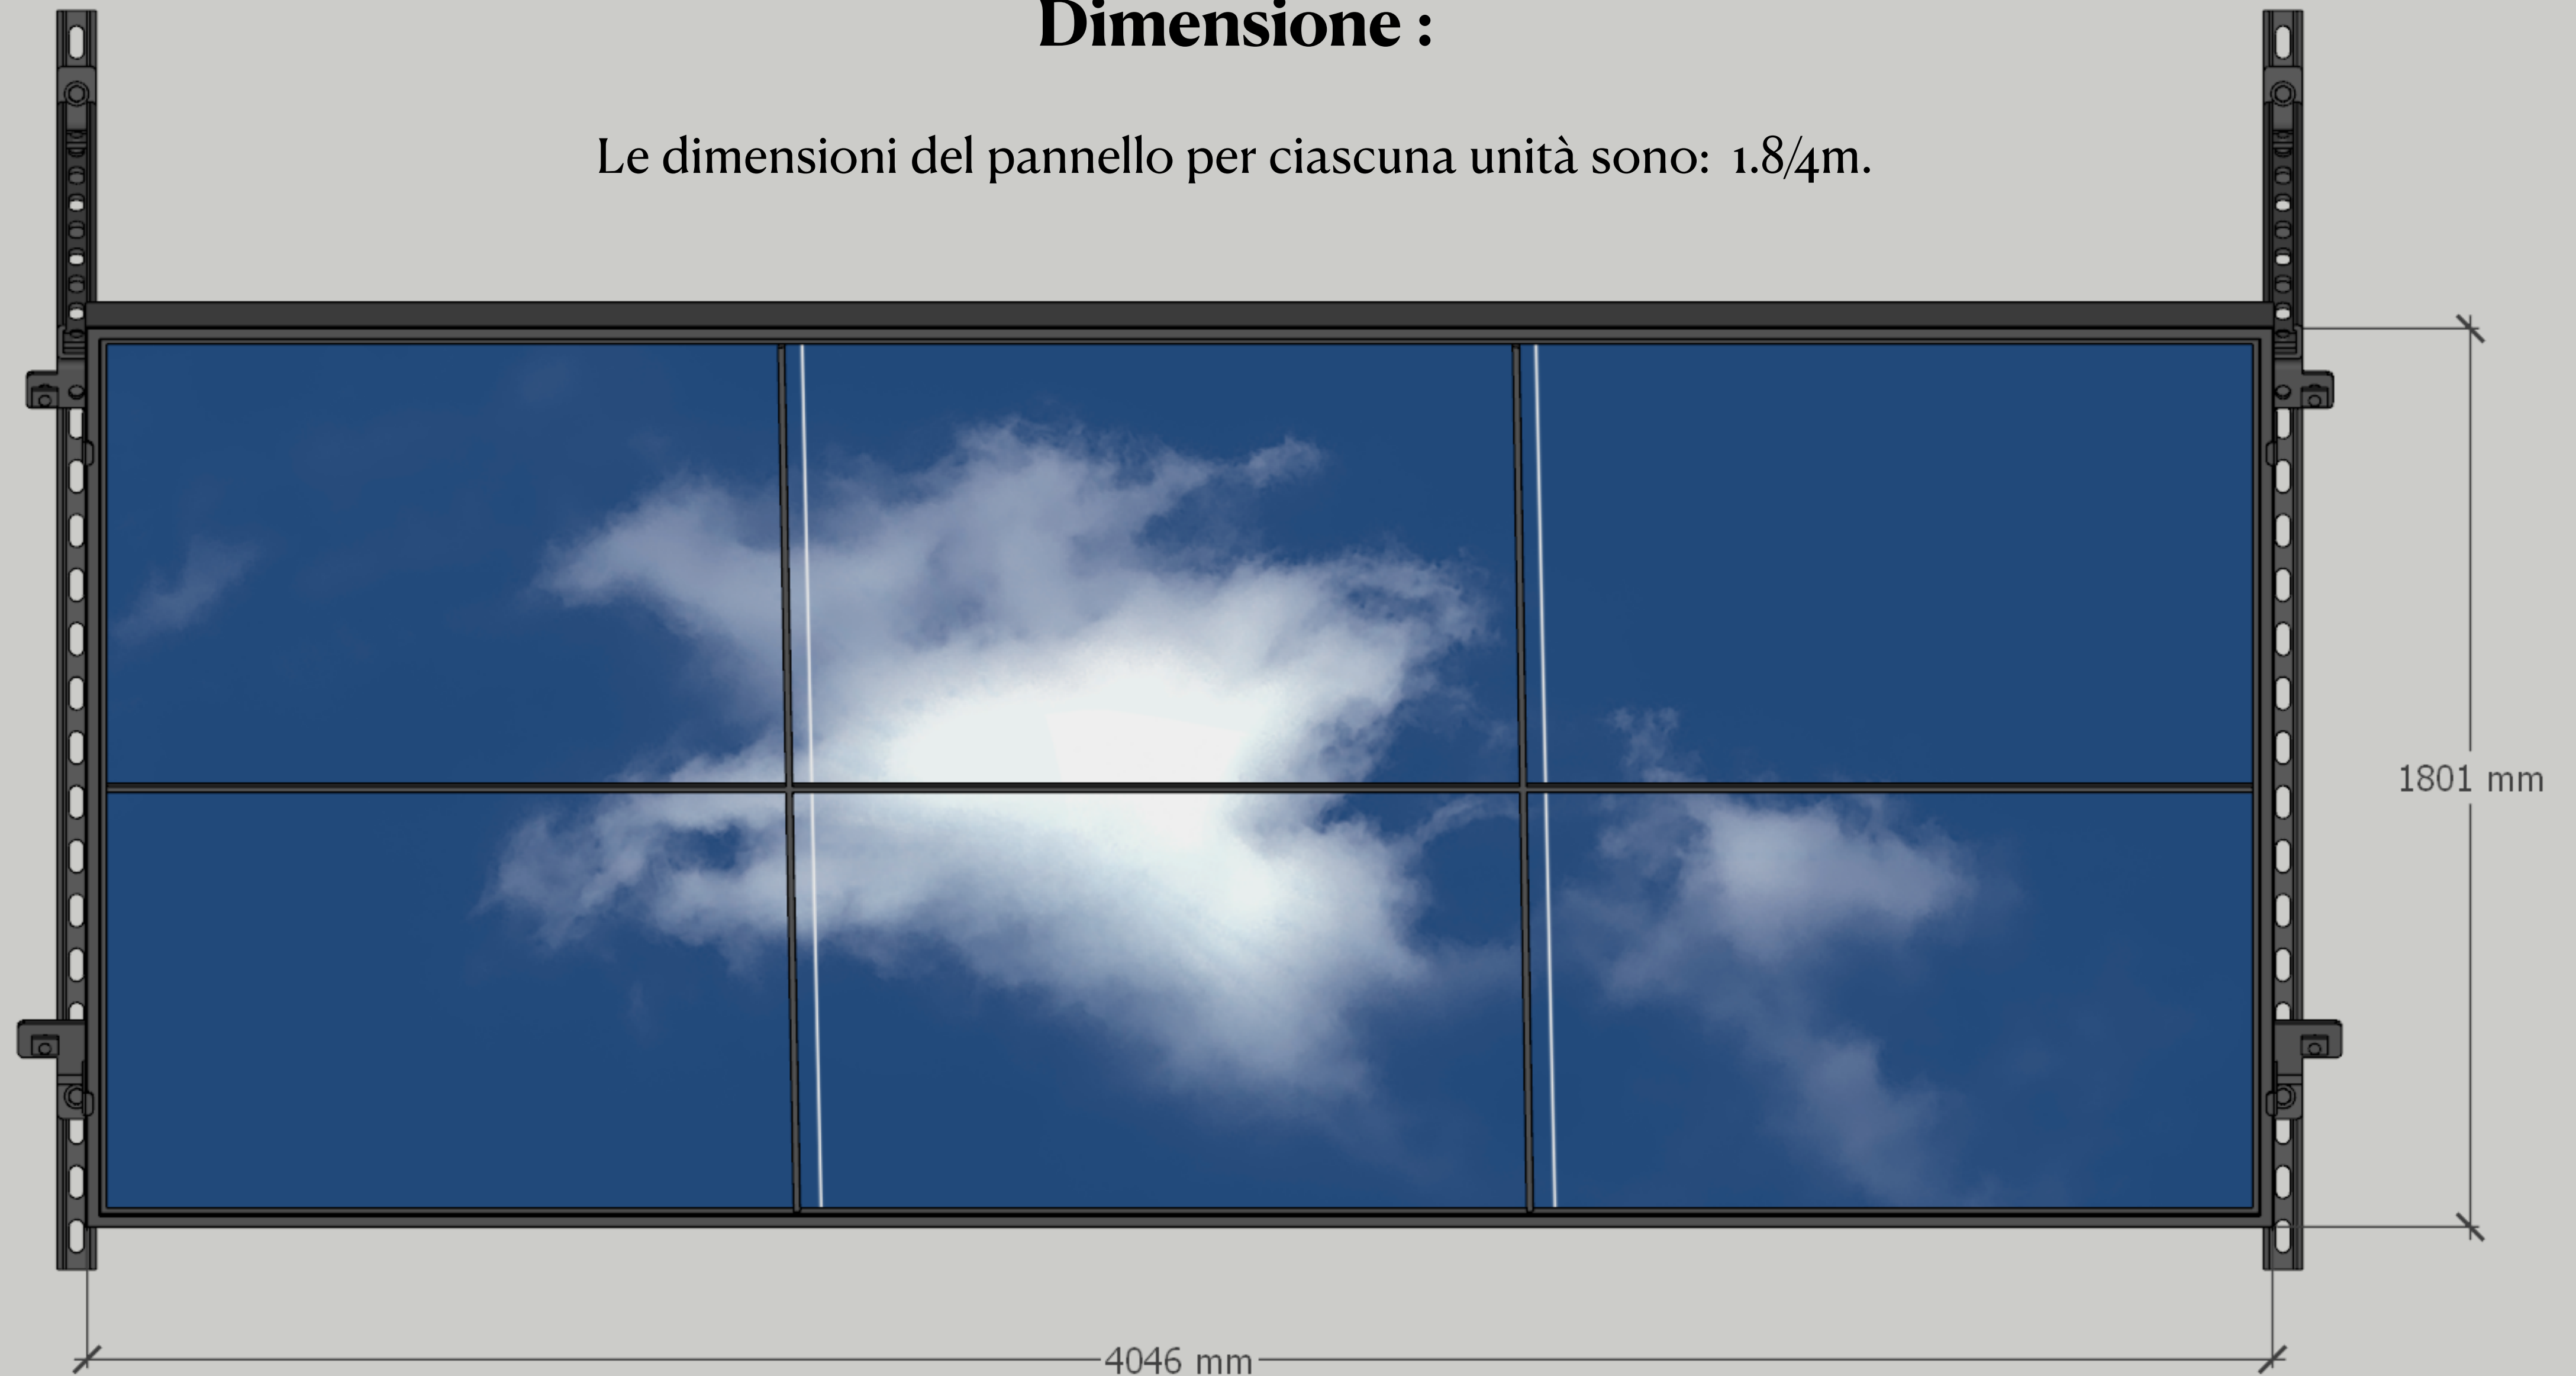 Dimensione :
Le dimensioni del pannello per ciascuna unità sono: 1.8/4m.
1801 mm
4046 mm